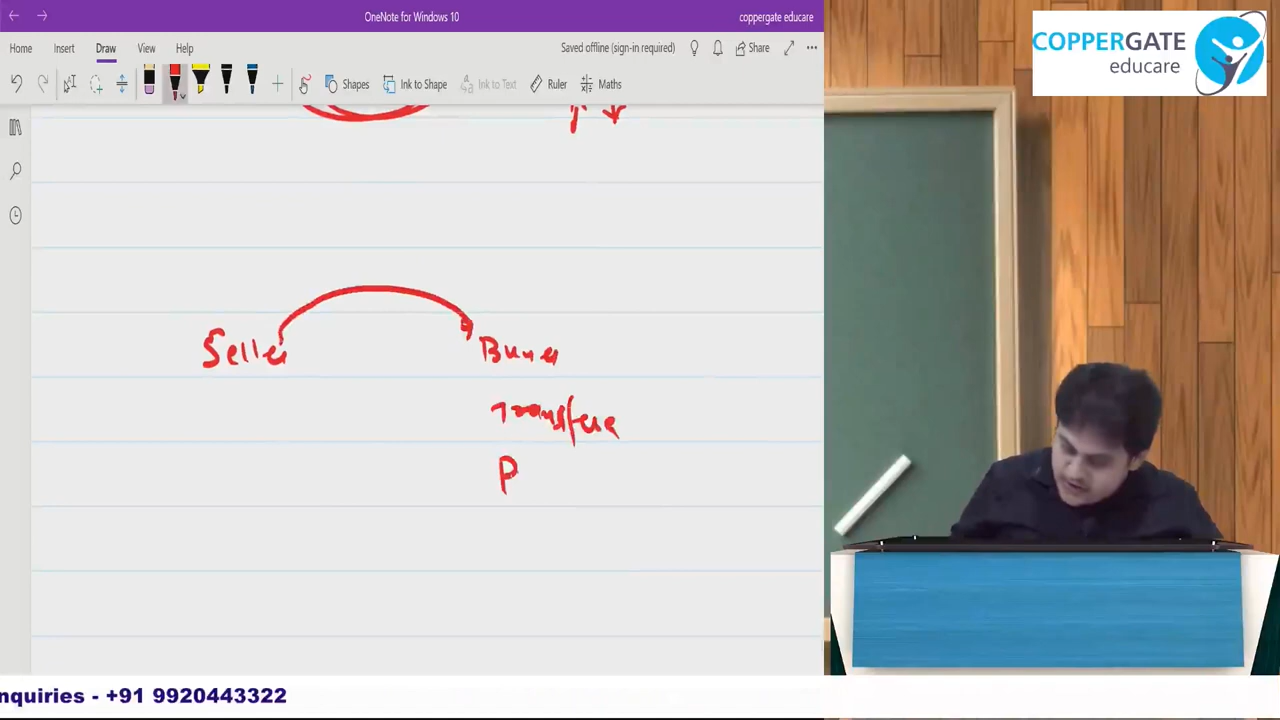 OneNote for Windows 10
coppergate educare
Home Insert Draw View Help
Saved offline (sign-in required)
Share
Shapes
Ink to Shape
Ink to Text
Ruler
Maths
COPPERGATE
educare
Seller
Buyer
Transfere
P
nquiries - +91 9920443322